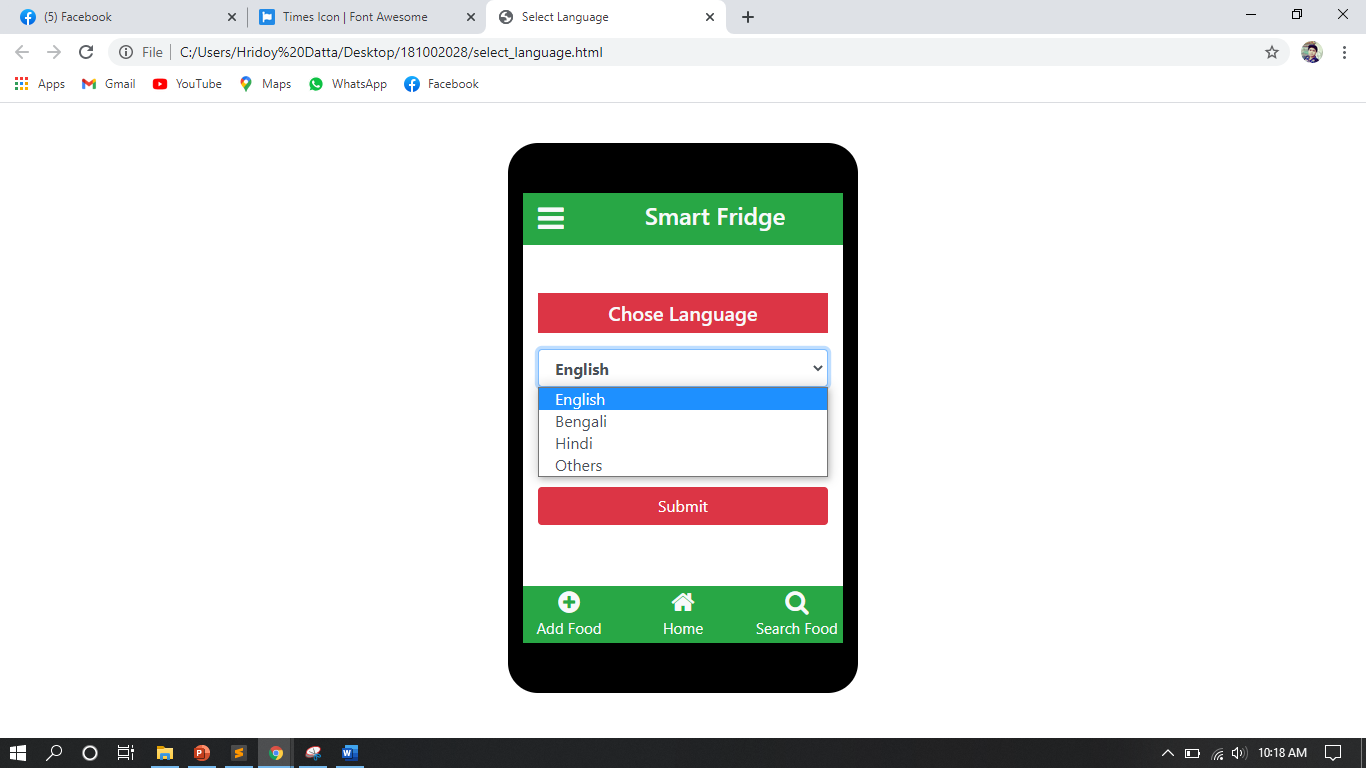 (5) Facebook
Times Icon | Font Awesome
Select Language
File
C:/Users/Hridoy%20Datta/Desktop/181002028/select_language.html
Apps
Gmail
YouTube
Maps
WhatsApp
Facebook
Smart Fridge
Chose Language
English
English
Bengali
Hindi
Others
Submit
Add Food
Home
Search Food
10:18 AM